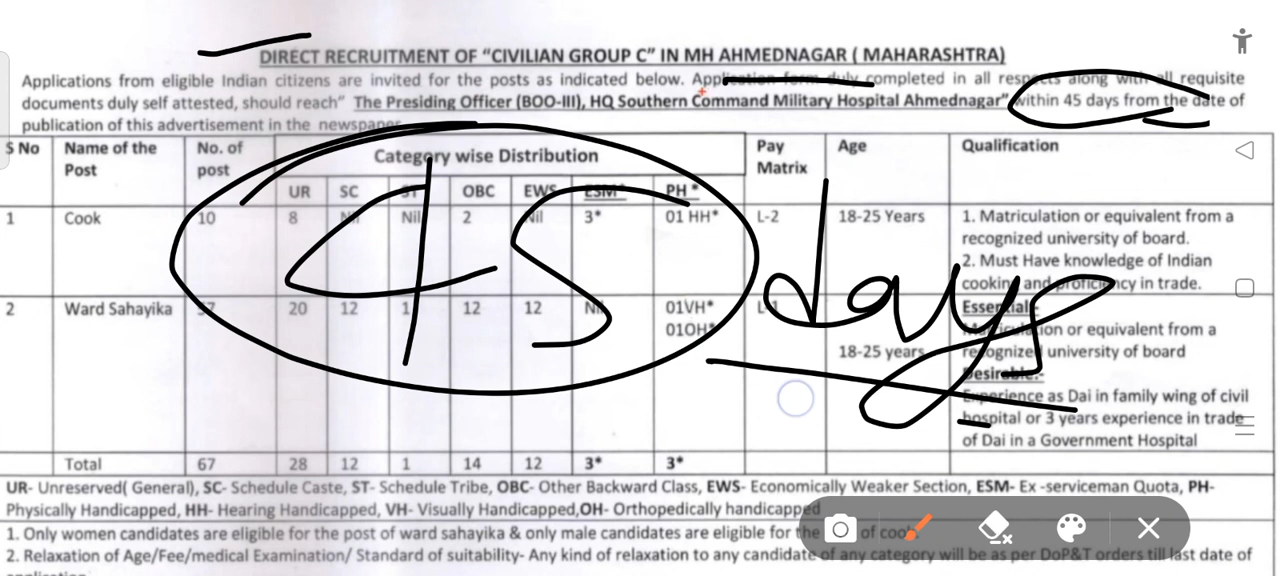 DIRECT RECRUITMENT OF "CIVILIAN GROUP C" IN MH AHMEDNAGAR ( MAHARASHTRA)
Applications from eligible Indian citizens are invited for the posts as indicated below. Application form duly completed in all respects along with all requisite
documents duly self attested, should reach" The Presiding Officer (BOO-III), HQ Southern Command Military Hospital Ahmednagar" within 45 days from the date of
publication of this advertisement in the newspaper
S No Name of the Post No. of post Category wise Distribution Pay Matrix Age Qualification
UR SC ST OBC EWS ESM* PH *
1 Cook 10 8 Nil Nil 2 Nil 3* 01 HH* L-2 18-25 Years 1. Matriculation or equivalent from a
recognized university of board.
2. Must Have knowledge of Indian
cooking and proficiency in trade.
2 Ward Sahayika 57 20 12 1 12 12 Nil 01VH* Essential:-
01OH* Matriculation or equivalent from a
18-25 years recognized university of board
Desirable:-
Experience as Dai in family wing of civil
hospital or 3 years experience in trade
of Dai in a Government Hospital
45 days
Total 67 28 12 1 14 12 3* 3*
UR- Unreserved( General), SC- Schedule Caste, ST- Schedule Tribe, OBC- Other Backward Class, EWS- Economically Weaker Section, ESM- Ex -serviceman Quota, PH-
Physically Handicapped, HH- Hearing Handicapped, VH- Visually Handicapped,OH- Orthopedically handicapped
1. Only women candidates are eligible for the post of ward sahayika & only male candidates are eligible for the of cook
2. Relaxation of Age/Fee/medical Examination/ Standard of suitability- Any kind of relaxation to any candidate of any category will be as per DoP&T orders till last date of